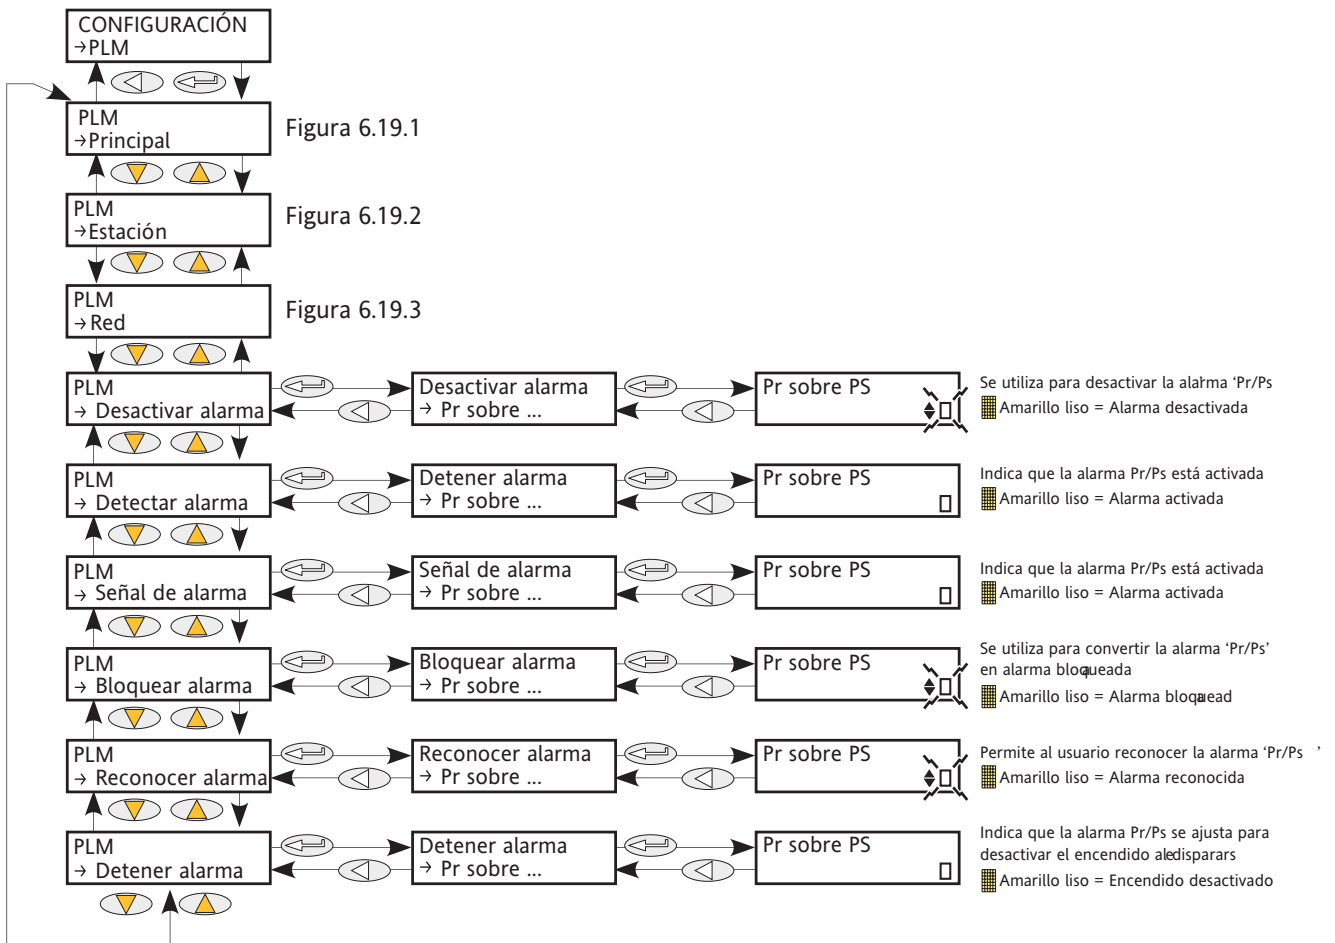 CONFIGURACIÓN
→PLM
PLM
→Principal
Figura 6.19.1
PLM
→Estación
Figura 6.19.2
PLM
→Red
Figura 6.19.3
PLM
→ Desactivar alarma
Desactivar alarma
→ Pr sobre ...
Pr sobre PS
Se utiliza para desactivar la alarma ‘Pr/Ps
Amarillo liso = Alarma desactivada
PLM
→ Detectar alarma
Detener alarma
→ Pr sobre ...
Pr sobre PS
Indica que la alarma Pr/Ps está activada
Amarillo liso = Alarma activada
PLM
→ Señal de alarma
Señal de alarma
→ Pr sobre ...
Pr sobre PS
Indica que la alarma Pr/Ps está activada
Amarillo liso = Alarma activada
PLM
→ Bloquear alarma
Bloquear alarma
→ Pr sobre ...
Pr sobre PS
Se utiliza para convertir la alarma ‘Pr/Ps’
en alarma bloqueada
Amarillo liso = Alarma bloquead
PLM
→ Reconocer alarma
Reconocer alarma
→ Pr sobre ...
Pr sobre PS
Permite al usuario reconocer la alarma ‘Pr/Ps ’
Amarillo liso = Alarma reconocida
PLM
→ Detener alarma
Detener alarma
→ Pr sobre ...
Pr sobre PS
Indica que la alarma Pr/Ps se ajusta para
desactivar el encendido
Amarillo liso = Encendido desactivado